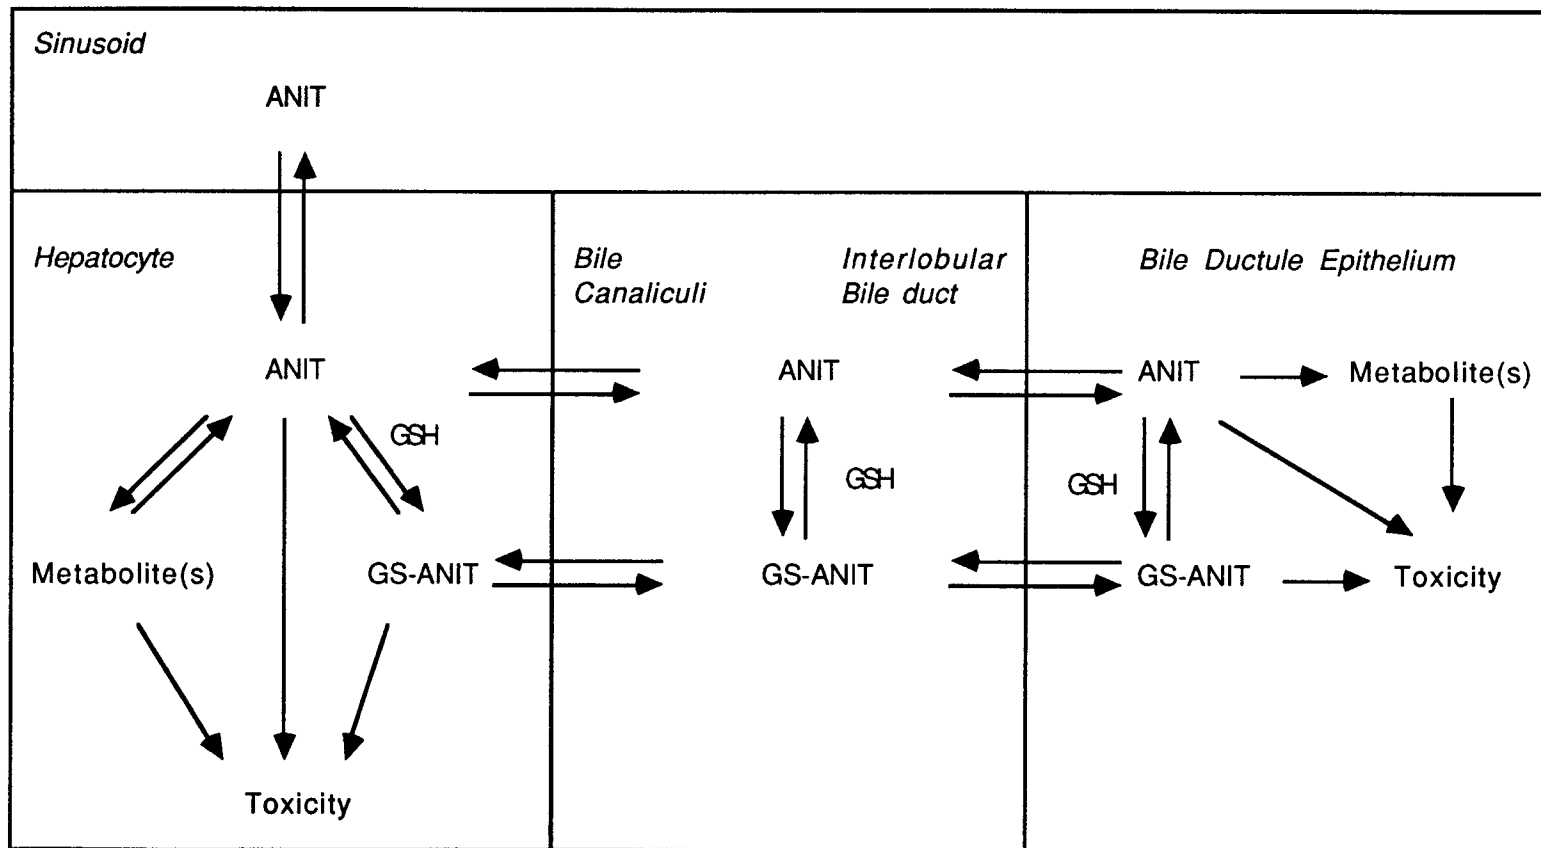 Sinusoid
ANIT
Hepatocyte
ANIT
GSH
Metabolite(s)
GS-ANIT
Toxicity
Bile
Canaliculi
Interlobular
Bile duct
ANIT
GSH
GS-ANIT
Bile Ductule Epithelium
ANIT
Metabolite(s)
GSH
GS-ANIT
Toxicity